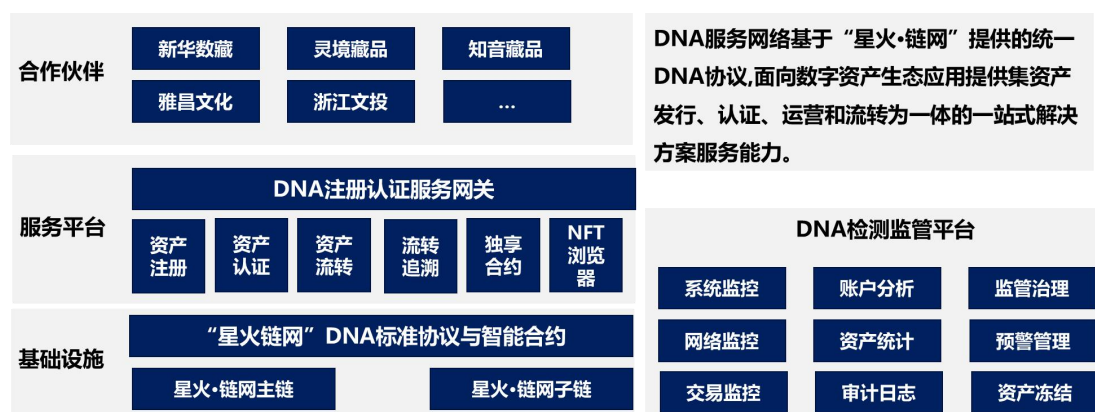 合作伙伴
新华数藏
灵境藏品
知音藏品
雅昌文化
浙江文投
...
服务平台
DNA注册认证服务网关
资产
注册
资产
认证
资产
流转
流转
追溯
独享
合约
NFT
浏览
器
基础设施
“星火链网”DNA标准协议与智能合约
星火·链网主链
星火·链网子链
DNA服务网络基于“星火·链网”提供的统一
DNA协议,面向数字资产生态应用提供集资产
发行、认证、运营和流转为一体的一站式解决
方案服务能力。
DNA检测监管平台
系统监控
账户分析
监管治理
网络监控
资产统计
预警管理
交易监控
审计日志
资产冻结